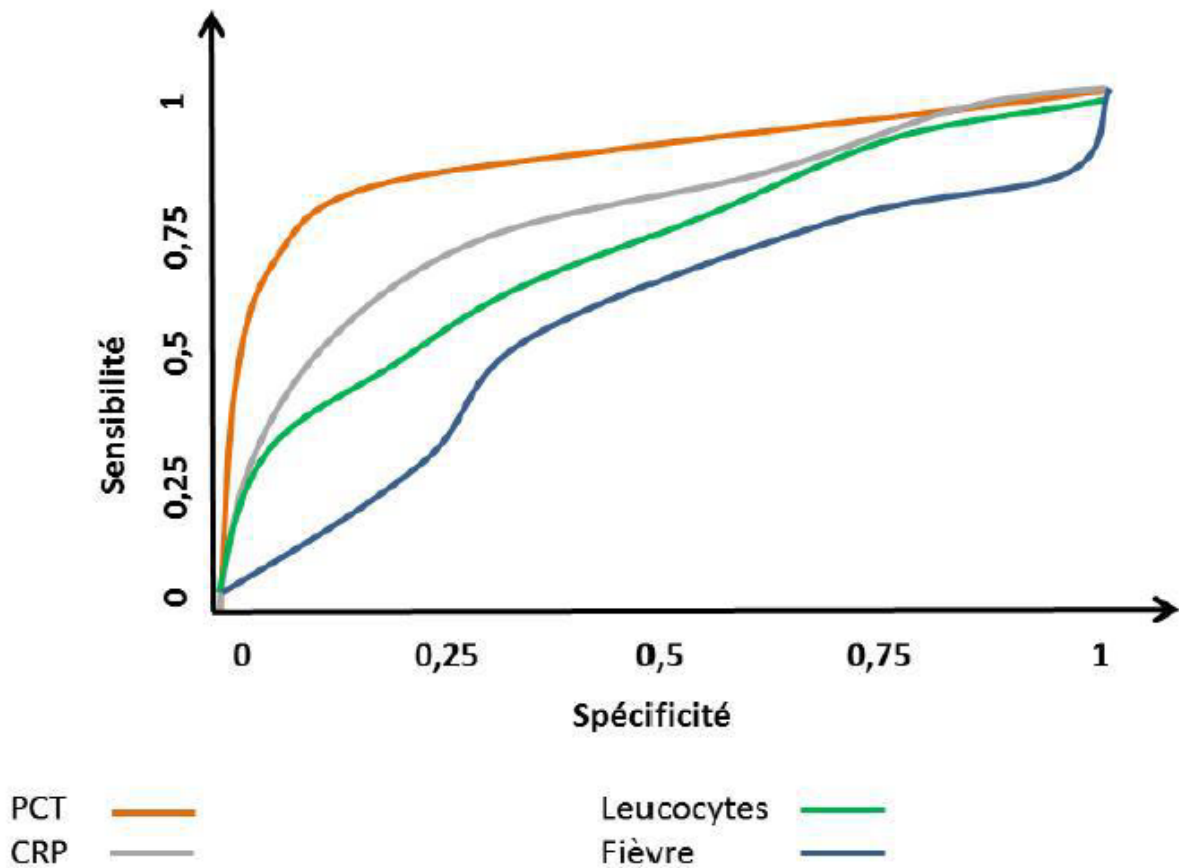 Sensibilité
1
0,75
0,5
0,25
0
0 0,25 0,5 0,75 1
Spécificité
PCT Leucocytes
CRP Fièvre